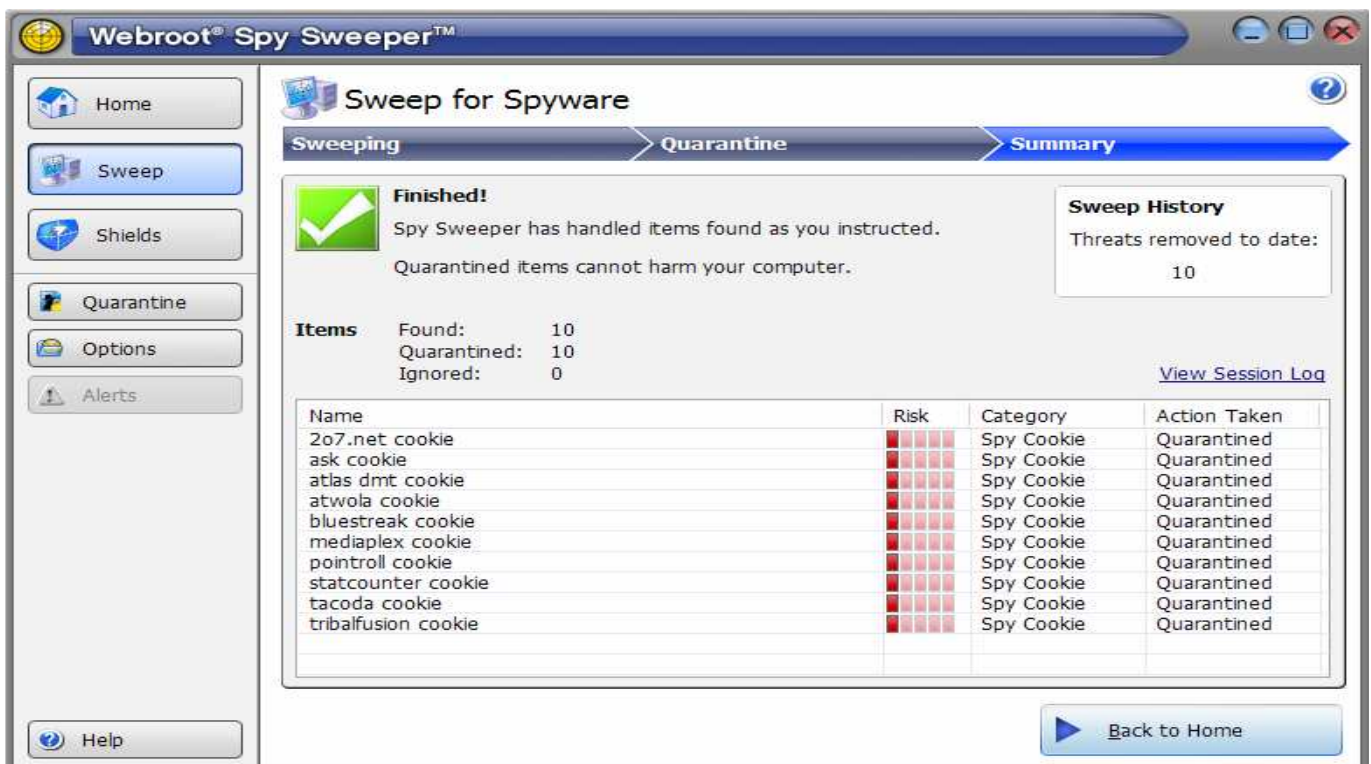 Webroot® Spy Sweeper™
Home
Sweep
Shields
Quarantine
Options
Alerts
Help
Sweep for Spyware
Sweeping
Quarantine
Summary
Finished!
Spy Sweeper has handled items found as you instructed.
Quarantined items cannot harm your computer.
Sweep History
Threats removed to date:
10
Items Found: 10
Quarantined: 10
Ignored: 0
View Session Log
Name Risk Category Action Taken
2o7.net cookie Spy Cookie Quarantined
ask cookie Spy Cookie Quarantined
atlas dmt cookie Spy Cookie Quarantined
atwola cookie Spy Cookie Quarantined
bluestreak cookie Spy Cookie Quarantined
mediaplex cookie Spy Cookie Quarantined
pointroll cookie Spy Cookie Quarantined
statcounter cookie Spy Cookie Quarantined
tacoda cookie Spy Cookie Quarantined
tribalfusion cookie Spy Cookie Quarantined
Back to Home